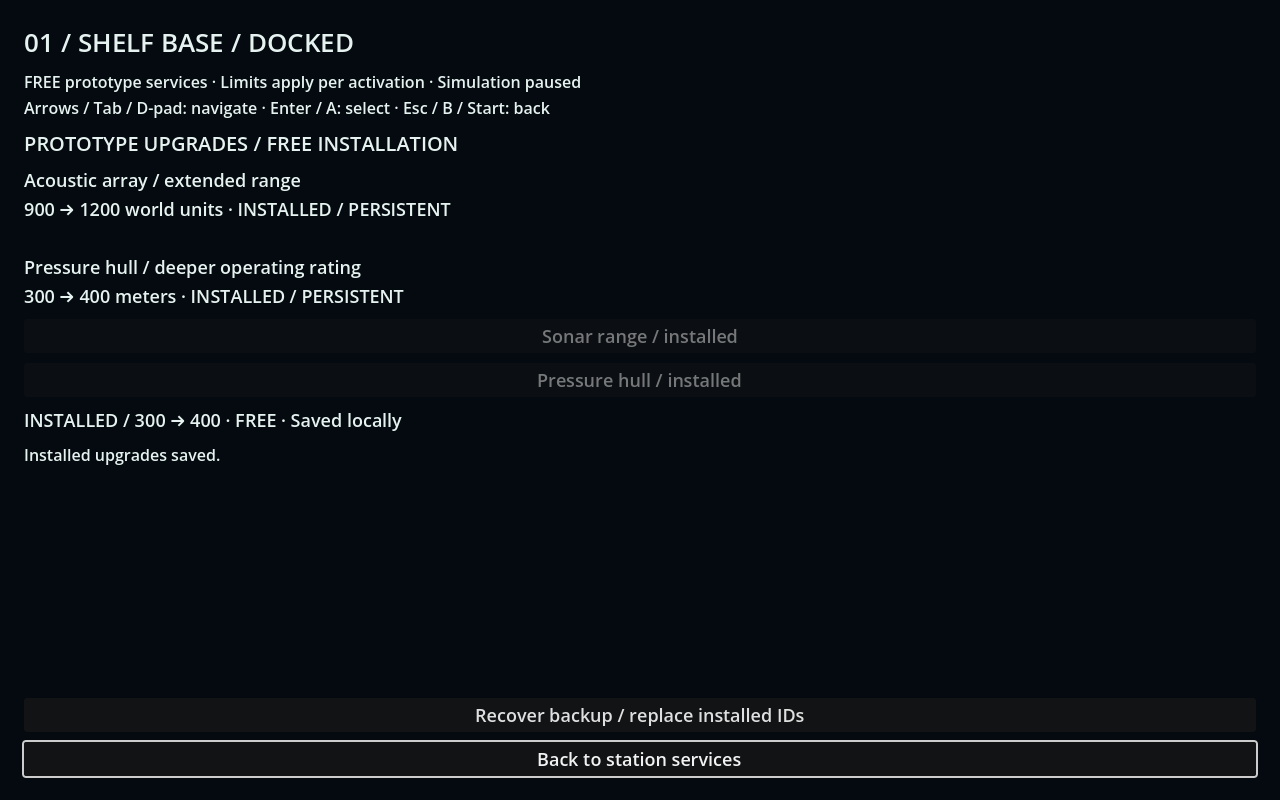 01 / SHELF BASE / DOCKED
FREE prototype services · Limits apply per activation · Simulation paused
Arrows / Tab / D-pad: navigate · Enter / A: select · Esc / B / Start: back
PROTOTYPE UPGRADES / FREE INSTALLATION
Acoustic array / extended range
900 → 1200 world units · INSTALLED / PERSISTENT
Pressure hull / deeper operating rating
300 → 400 meters · INSTALLED / PERSISTENT
Sonar range / installed
Pressure hull / installed
INSTALLED / 300 → 400 · FREE · Saved locally
Installed upgrades saved.
Recover backup / replace installed IDs
Back to station services